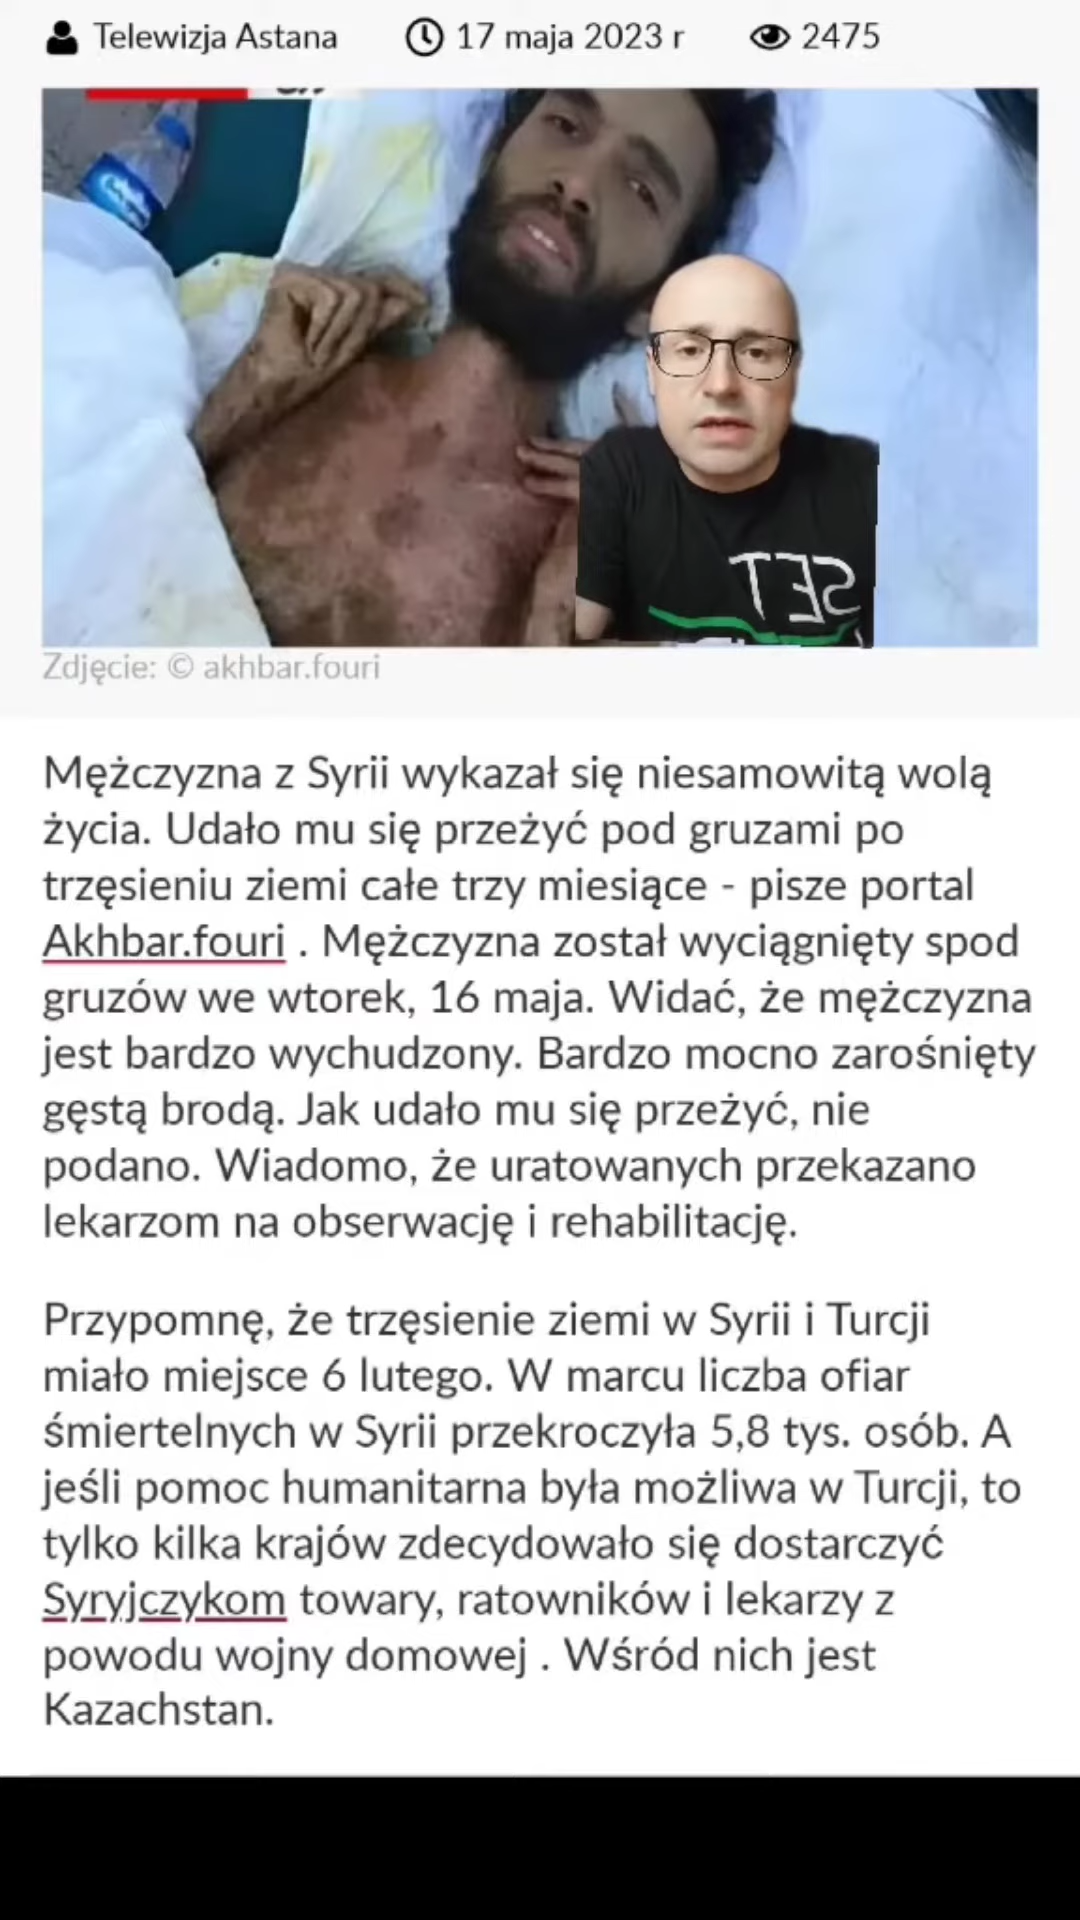 Telewizja Astana 17 maja 2023 r 2475
SET
Zdjęcie: © akhbar.fouri
Mężczyzna z Syrii wykazał się niesamowitą wolą
życia. Udało mu się przeżyć pod gruzami po
trzęsieniu ziemi całe trzy miesiące - pisze portal
Akhbar.fouri . Mężczyzna został wyciągnięty spod
gruzów we wtorek, 16 maja. Widać, że mężczyzna
jest bardzo wychudzony. Bardzo mocno zarośnięty
gęstą brodą. Jak udało mu się przeżyć, nie
podano. Wiadomo, że uratowanych przekazano
lekarzom na obserwację i rehabilitację.
Przypomnę, że trzęsienie ziemi w Syrii i Turcji
miało miejsce 6 lutego. W marcu liczba ofiar
śmiertelnych w Syrii przekroczyła 5,8 tys. osób. A
jeśli pomoc humanitarna była możliwa w Turcji, to
tylko kilka krajów zdecydowało się dostarczyć
Syryjczykom towary, ratowników i lekarzy z
powodu wojny domowej . Wśród nich jest
Kazachstan.